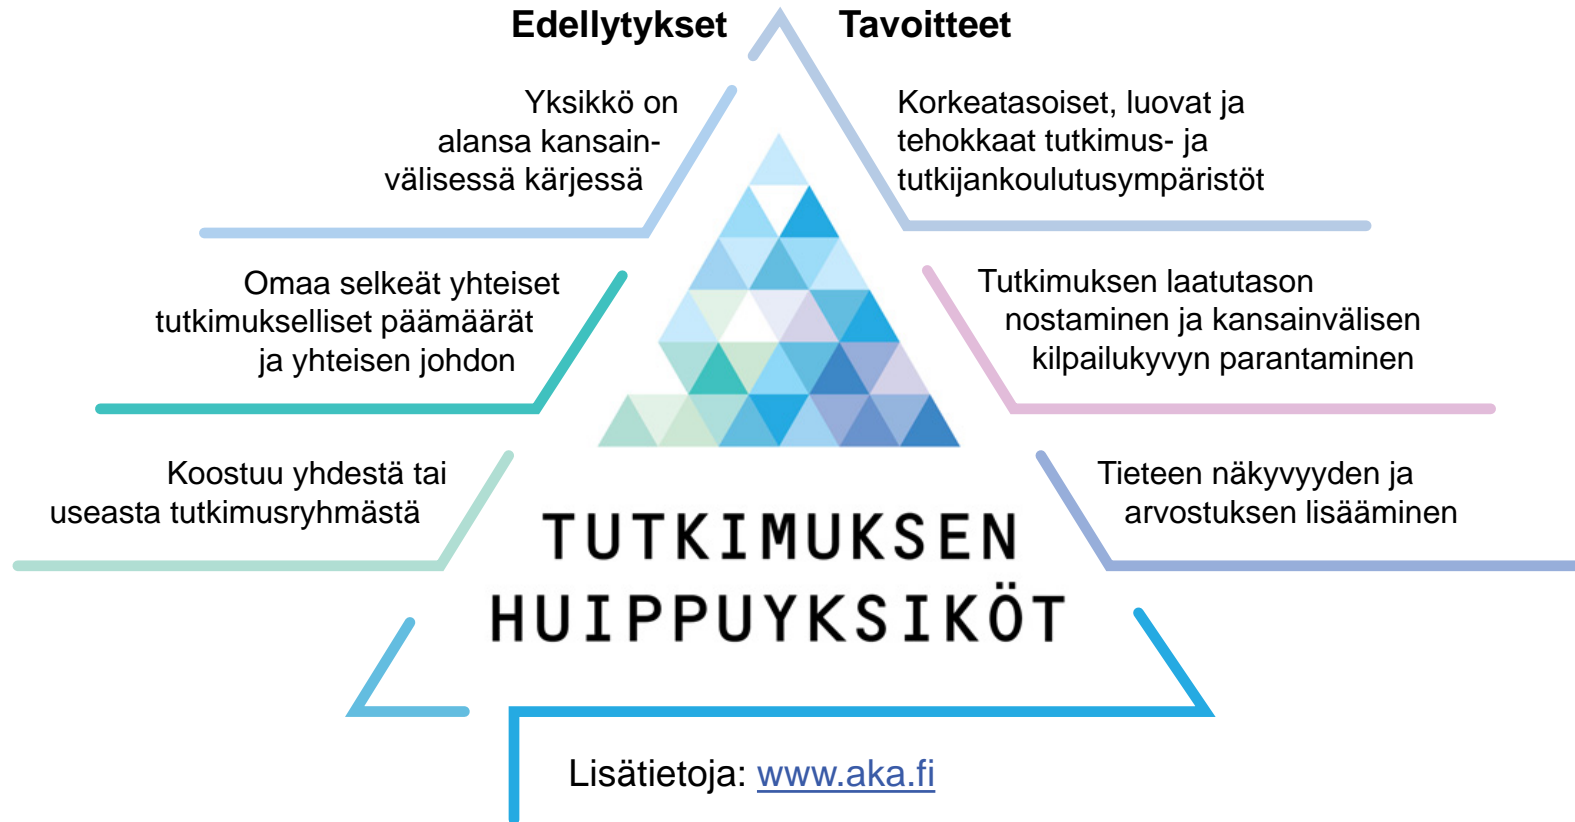 Edellytykset
Yksikkö on
alansa kansain-
välisessä kärjessä
Omaa selkeät yhteiset
tutkimukselliset päämäärät
ja yhteisen johdon
Koostuu yhdestä tai
useasta tutkimusryhmästä
Tavoitteet
Korkeatasoiset, luovat ja
tehokkaat tutkimus- ja
tutkijankoulutusympäristöt
Tutkimuksen laatutason
nostaminen ja kansainvälisen
kilpailukyvyn parantaminen
Tieteen näkyvyyden ja
arvostuksen lisääminen
TUTKIMUKSEN
HUIPPUYKSIKÖT
Lisätietoja: www.aka.fi